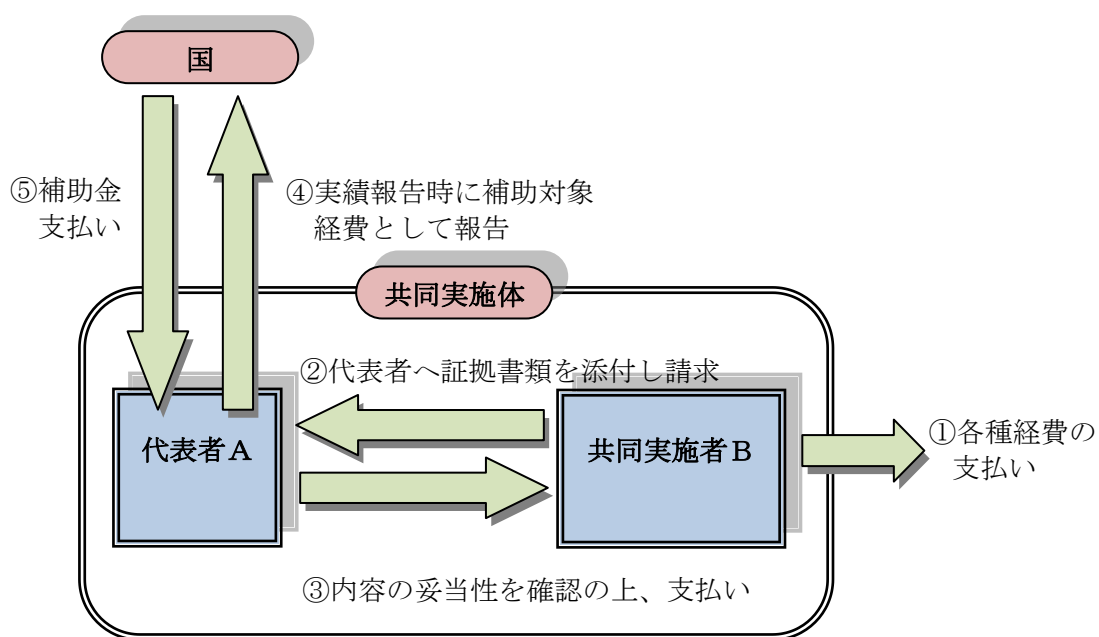 国
⑤補助金
支払い
④実績報告時に補助対象
経費として報告
共同実施体
②代表者へ証拠書類を添付し請求
代表者A
共同実施者B
①各種経費の
支払い
③内容の妥当性を確認の上、支払い